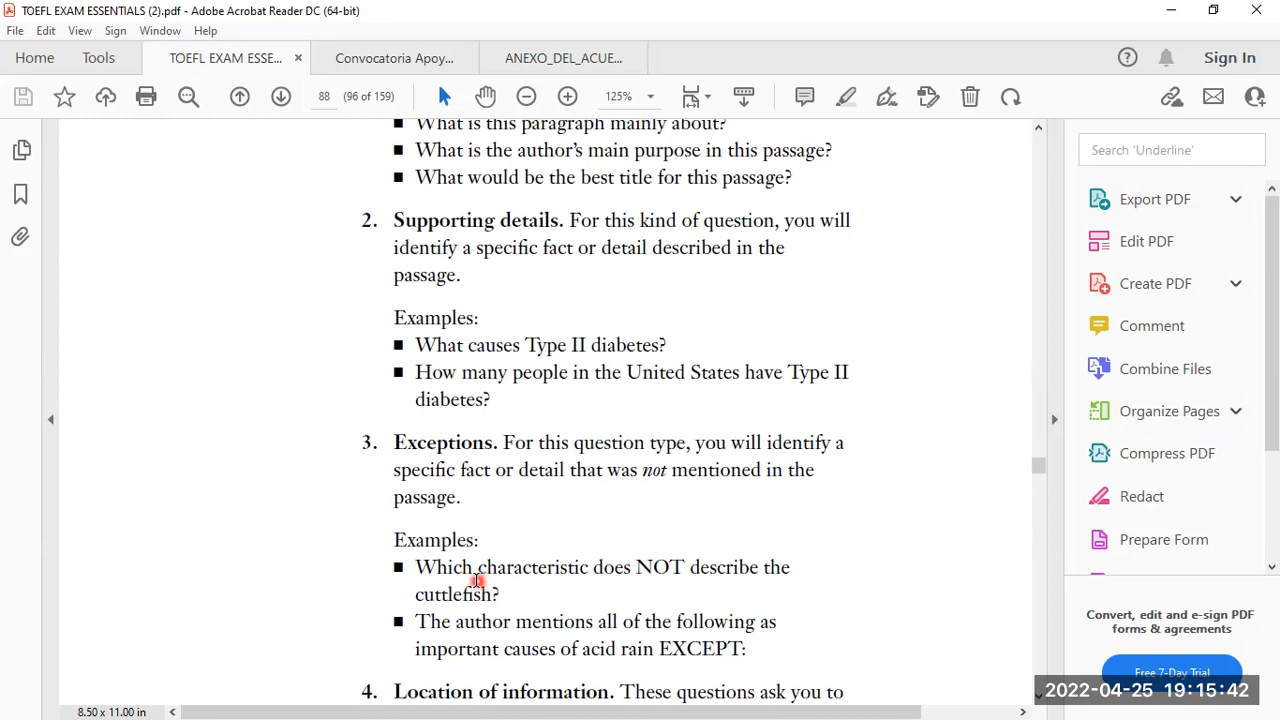 TOEFL EXAM ESSENTIALS (2).pdf - Adobe Acrobat Reader DC (64-bit)
File Edit View Sign Window Help
Home Tools TOEFL EXAM ESSE... × Convocatoria Apoy... ANEXO_DEL_ACUE... Sign In
88 (96 of 159) 125%
■ What is this paragraph mainly about?
■ What is the author's main purpose in this passage?
■ What would be the best title for this passage?
2. Supporting details. For this kind of question, you will
identify a specific fact or detail described in the
passage.
Examples:
■ What causes Type II diabetes?
■ How many people in the United States have Type II
diabetes?
3. Exceptions. For this question type, you will identify a
specific fact or detail that was not mentioned in the
passage.
Examples:
■ Which characteristic does NOT describe the
cuttlefish?
■ The author mentions all of the following as
important causes of acid rain EXCEPT:
4. Location of information. These questions ask you to
8.50 x 11.00 in
Search 'Underline'
Export PDF
Edit PDF
Create PDF
Comment
Combine Files
Organize Pages
Compress PDF
Redact
Prepare Form
Convert, edit and e-sign PDF
forms & agreements
Free 7-Day Trial
2022-04-25 19:15:42